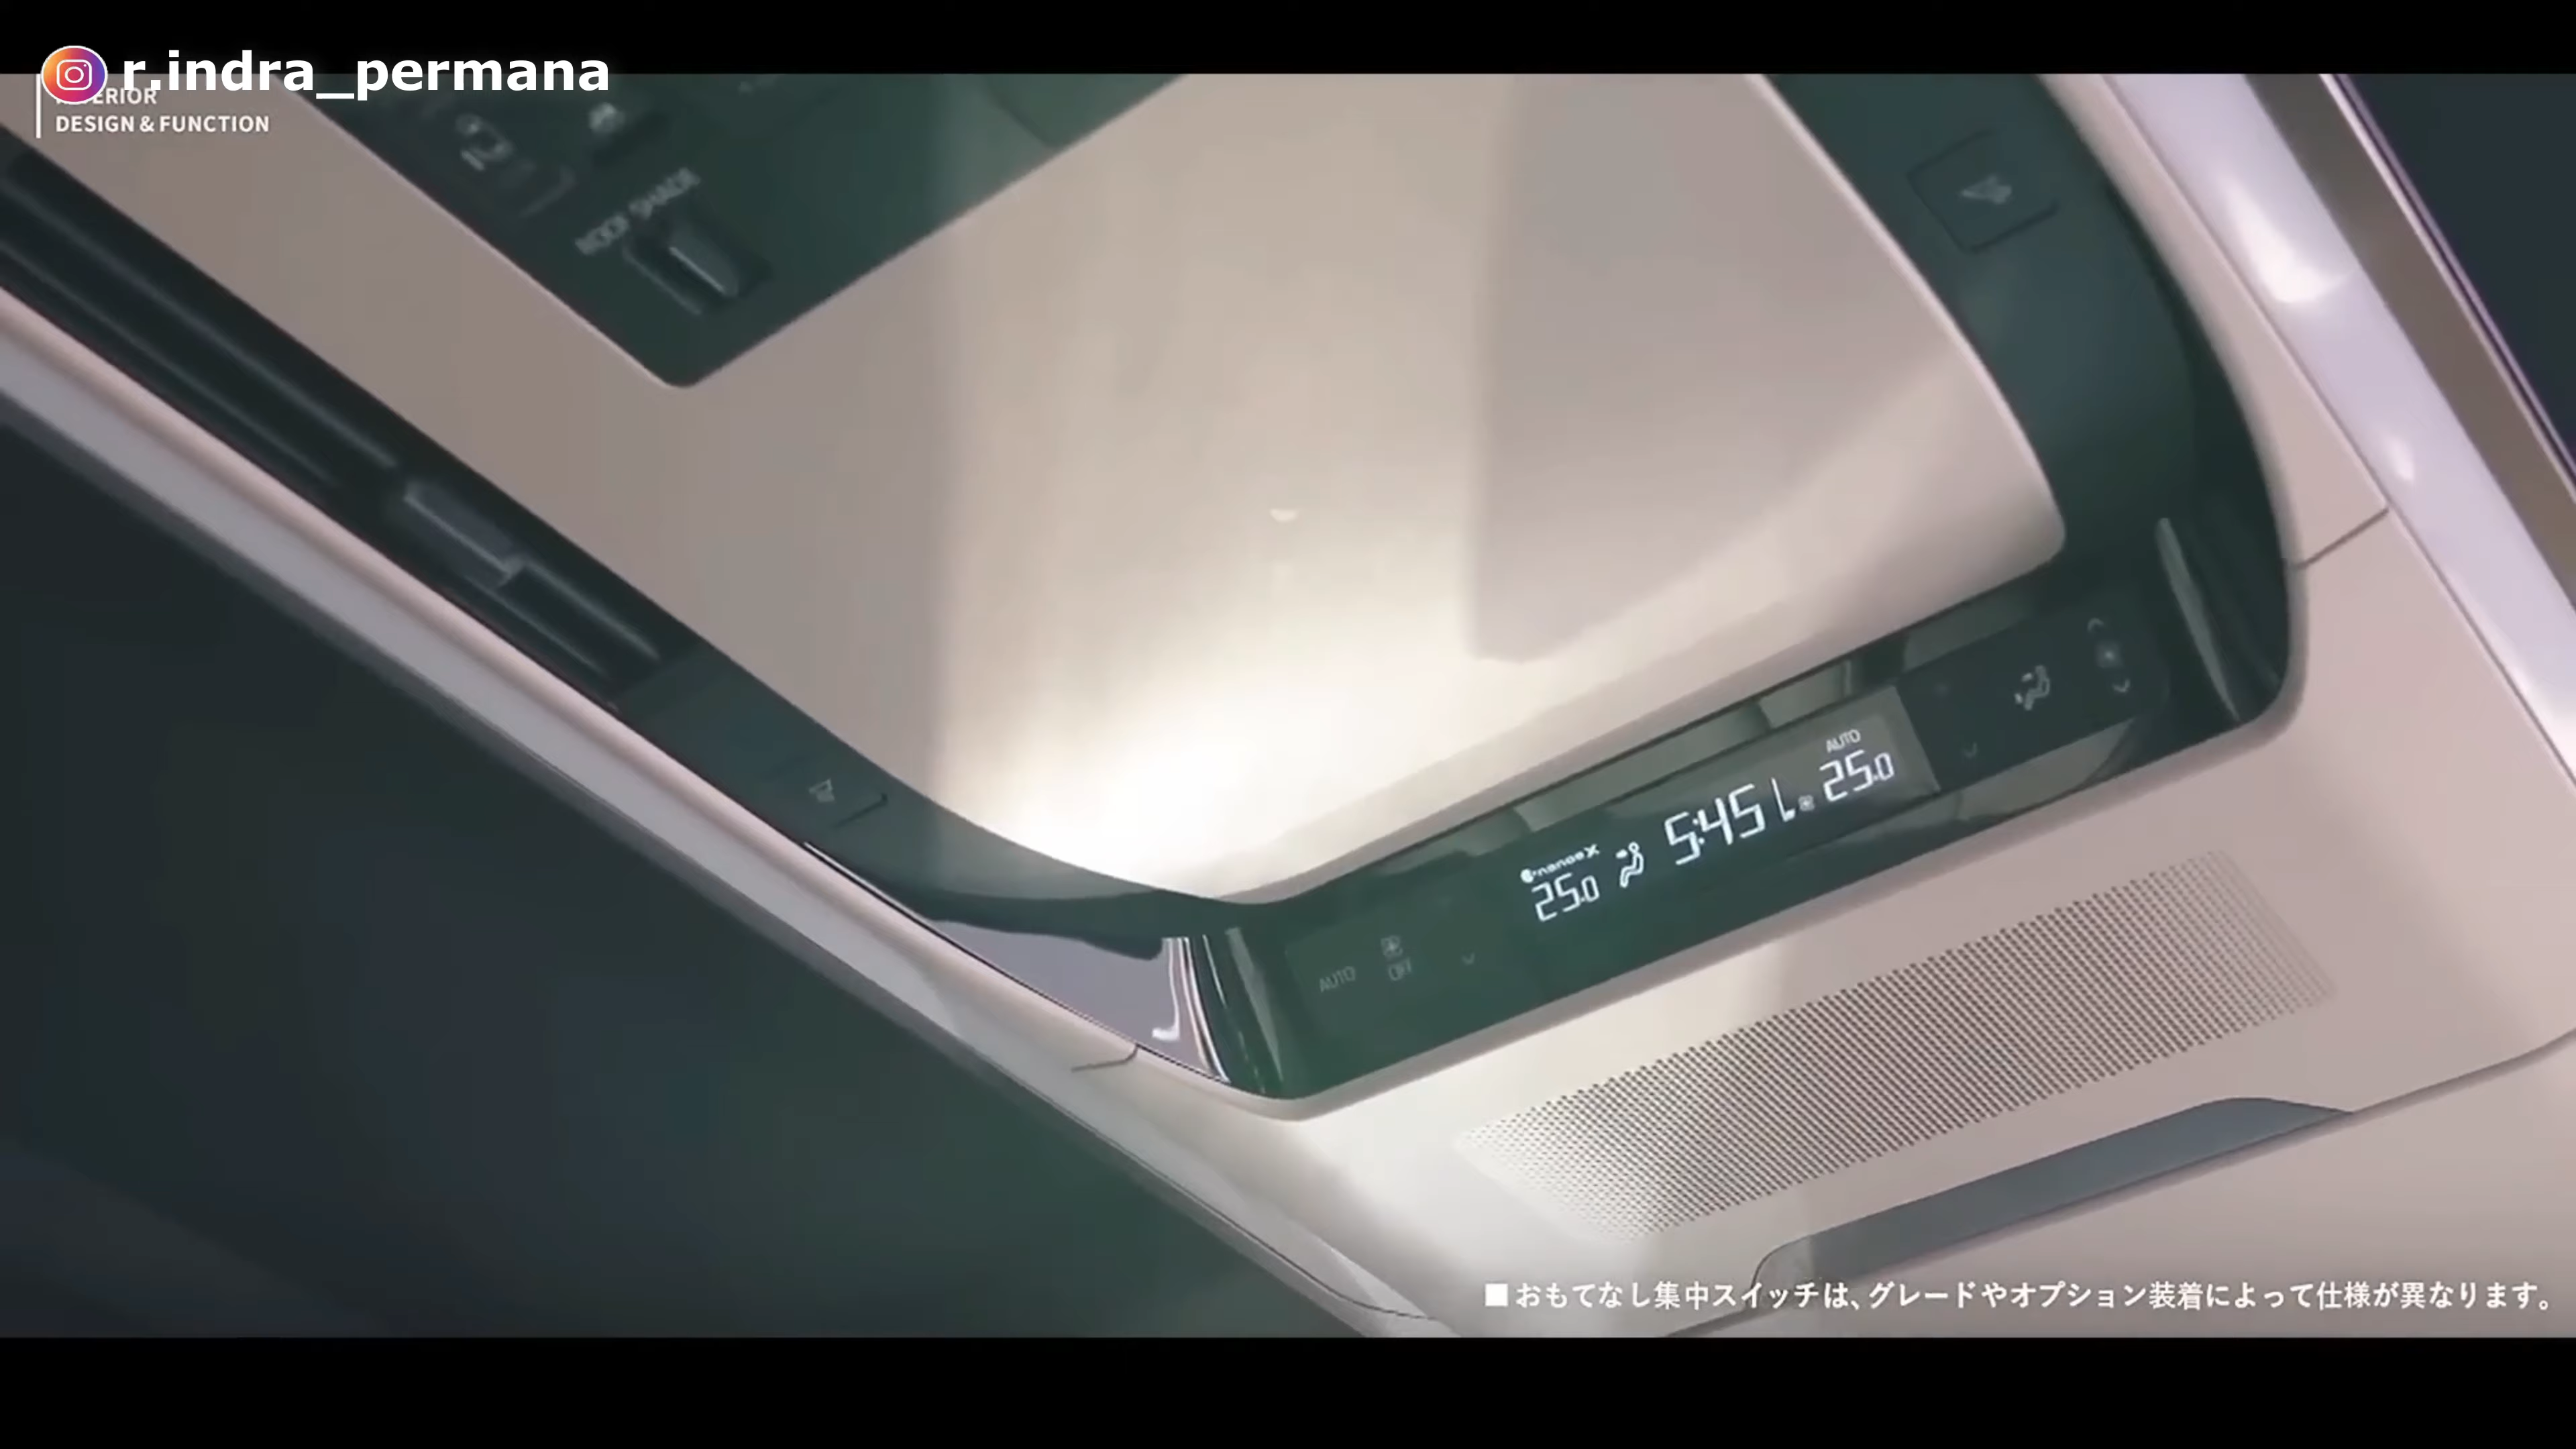 r.indra_permana
DESIGN & FUNCTION
ROOF SHADE
AUTO
25.0
nanoe X
5:45
25.0
AUTO
OFF
■おもてなし集中スイッチは、グレードやオプション装着によって仕様が異なります。